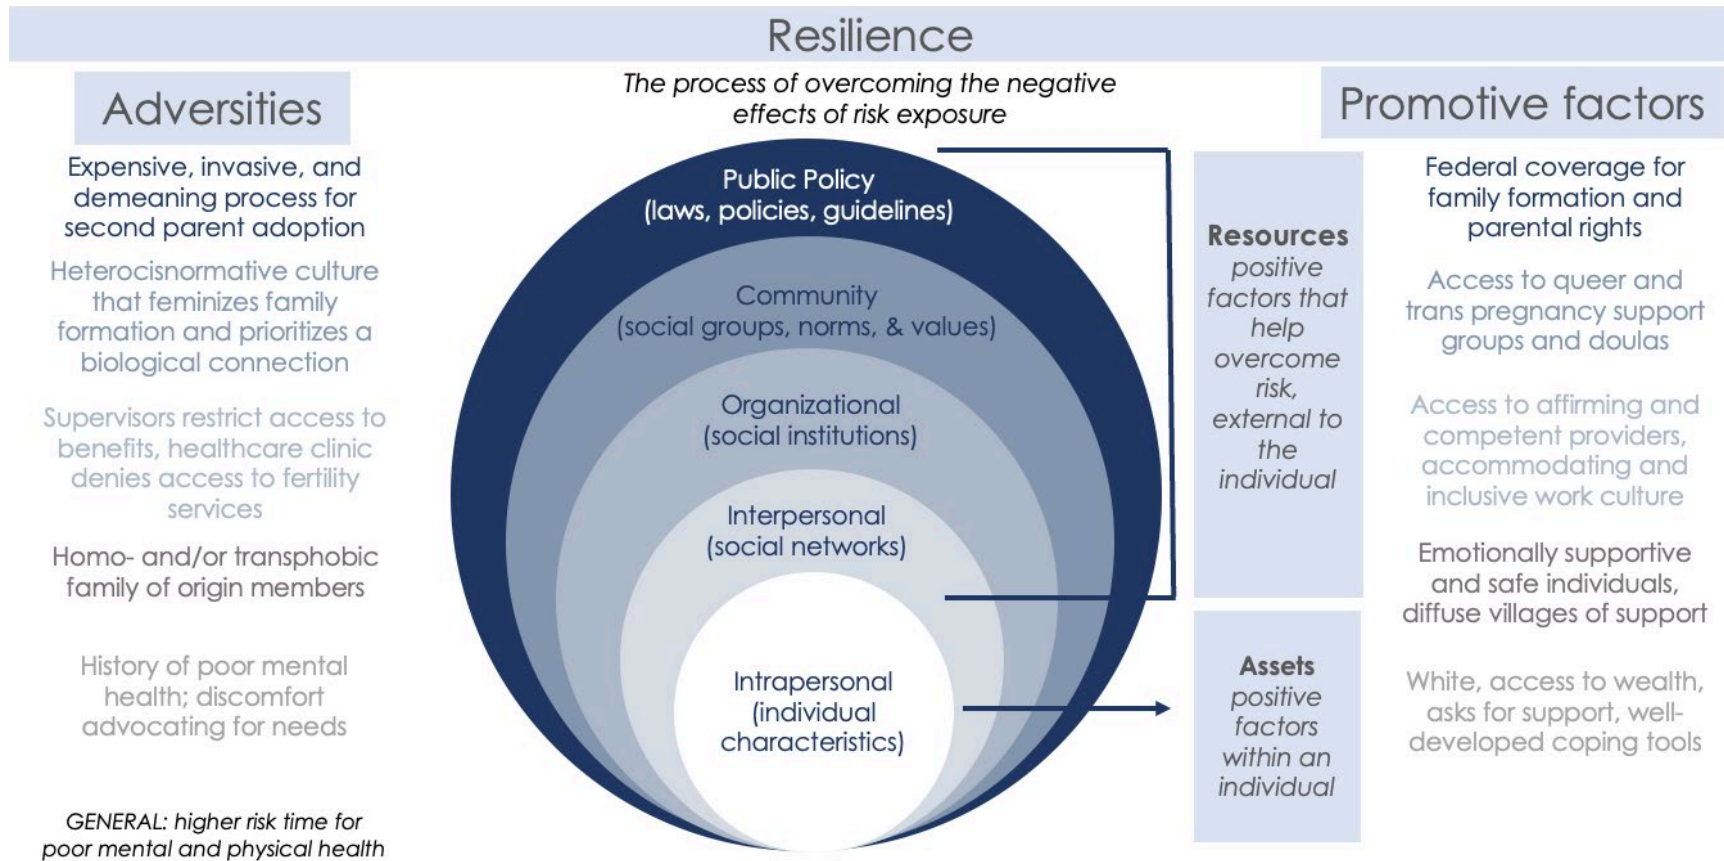 Resilience
The process of overcoming the negative
effects of risk exposure
Adversities
Expensive, invasive, and
demeaning process for
second parent adoption
Heterocisnormative culture
that feminizes family
formation and prioritizes a
biological connection
Supervisors restrict access to
benefits, healthcare clinic
denies access to fertility
services
Homo- and/or transphobic
family of origin members
History of poor mental
health; discomfort
advocating for needs
GENERAL: higher risk time for
poor mental and physical health
Public Policy
(laws, policies, guidelines)
Community
(social groups, norms, & values)
Organizational
(social institutions)
Interpersonal
(social networks)
Intrapersonal
(individual
characteristics)
Resources
positive
factors that
help
overcome
risk,
external to
the
individual
Assets
positive
factors
within an
individual
Promotive factors
Federal coverage for
family formation and
parental rights
Access to queer and
trans pregnancy support
groups and doulas
Access to affirming and
competent providers,
accommodating and
inclusive work culture
Emotionally supportive
and safe individuals,
diffuse villages of support
White, access to wealth,
asks for support, well-
developed coping tools